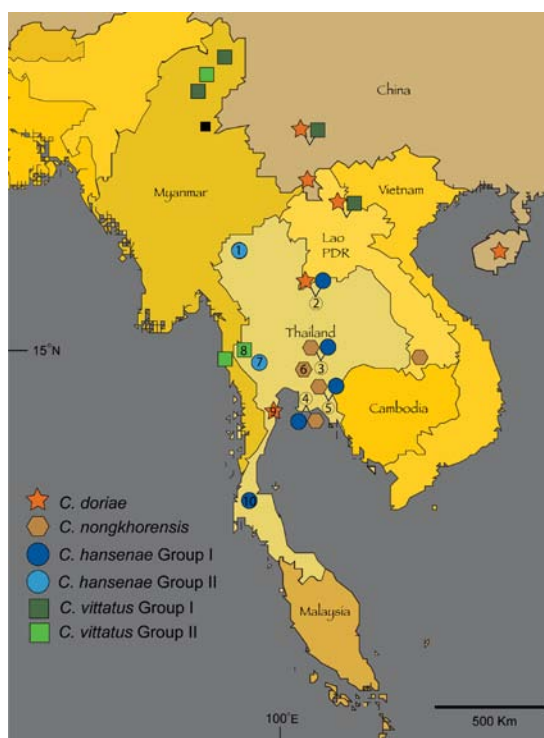 China
Myanmar
Vietnam
Lao
PDR
1
2
Thailand
15°N
8
7
6
3
4
5
Cambodia
9
C. doriae
C. nongkhorensis
C. hansenae Group I
10
C. hansenae Group II
C. vittatus Group I
C. vittatus Group II
Malaysia
100°E
500 Km